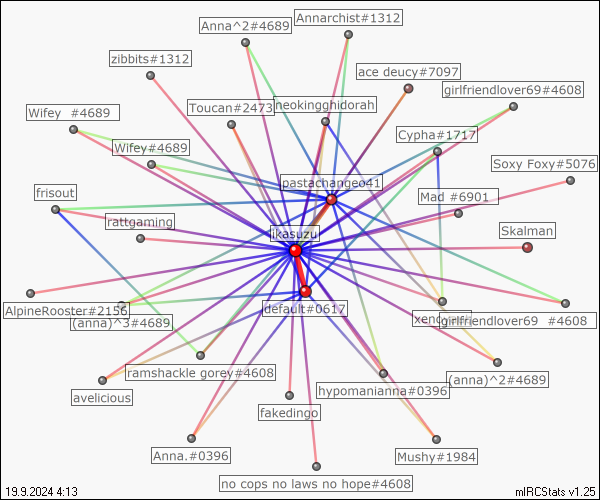 Annarchist#1312
Anna^2#4689
zibbits#1312
ace deucy#7097
girlfriendlover69#4608
Toucan#2473
neokingghidorah
Wifey #4689
Cypha#1717
Wifey#4689
Soxy Foxy#5076
pastachangeo41
frisout
Mad #6901
rattgaming
Skalman
likasuzu
AlpineRooster#2156
default#0617
(anna)^3#4689
girlfriendlover69 #4608
ramshackle gorey#4608
(anna)^2#4689
hypomanianna#0396
avelicious
fakedingo
Anna.#0396
Mushy#1984
no cops no laws no hope#4608
19.9.2024 4:13
mIRCStats v1.25